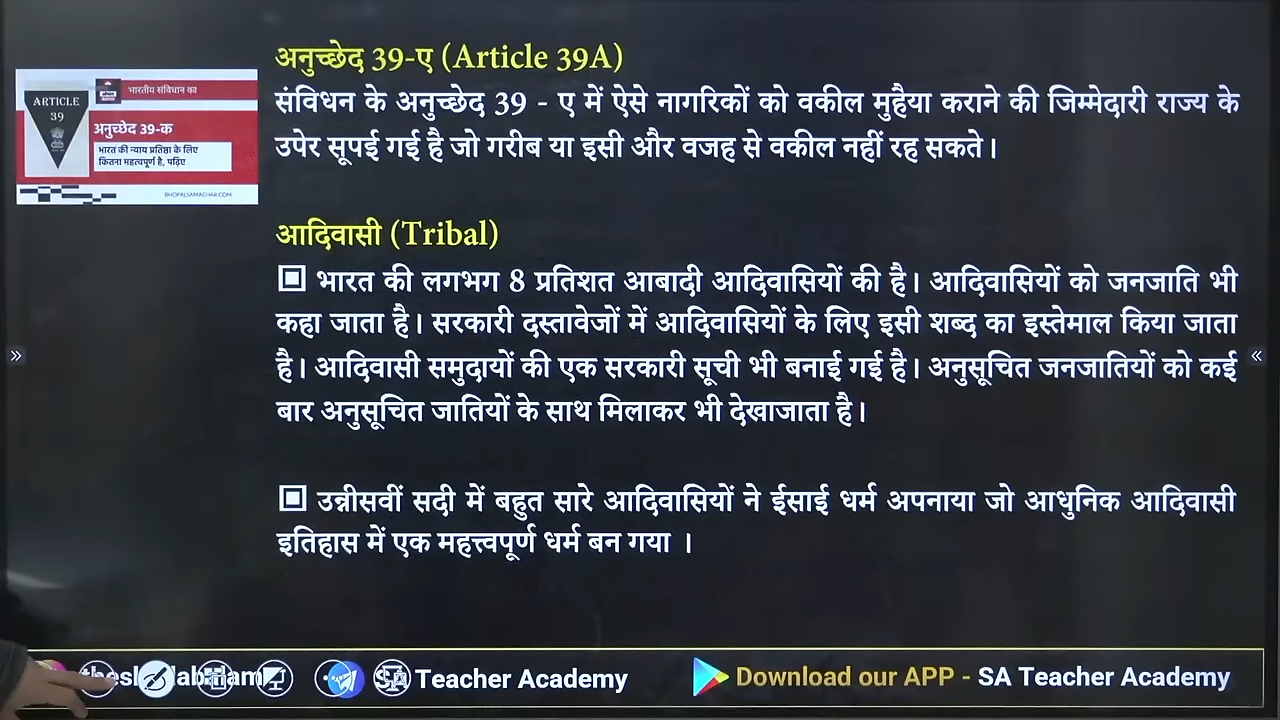 अनुच्छेद 39-ए (Article 39A)
संविधन के अनुच्छेद 39 - ए में ऐसे नागरिकों को वकील मुहैया कराने की जिम्मेदारी राज्य के
उपेर सूपई गई है जो गरीब या इसी और वजह से वकील नहीं रह सकते।
भारतीय संविधान का
ARTICLE
39
अनुच्छेद 39-क
भारत की न्याय प्रतिष्ठा के लिए
कितना महत्वपूर्ण है, पढ़िए
BHOPALSAMACHAR.COM
आदिवासी (Tribal)
भारत की लगभग 8 प्रतिशत आबादी आदिवासियों की है। आदिवासियों को जनजाति भी
कहा जाता है। सरकारी दस्तावेजों में आदिवासियों के लिए इसी शब्द का इस्तेमाल किया जाता
है। आदिवासी समुदायों की एक सरकारी सूची भी बनाई गई है। अनुसूचित जनजातियों को कई
बार अनुसूचित जातियों के साथ मिलाकर भी देखाजाता है।
उन्नीसवीं सदी में बहुत सारे आदिवासियों ने ईसाई धर्म अपनाया जो आधुनिक आदिवासी
इतिहास में एक महत्त्वपूर्ण धर्म बन गया ।
Teacher Academy
Download our APP - SA Teacher Academy